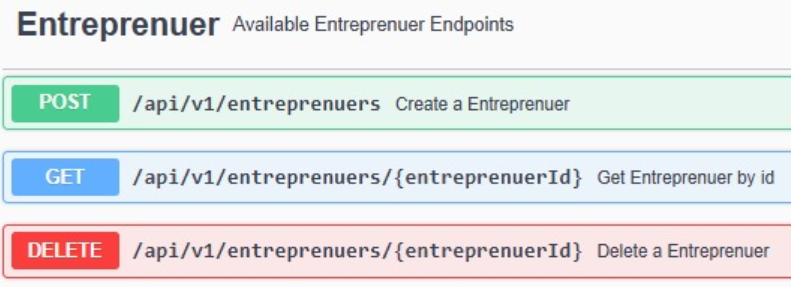 Entreprenuer Available Entreprenuer Endpoints
POST /api/v1/entreprenuers Create a Entreprenuer
GET /api/v1/entreprenuers/{entreprenuerId} Get Entreprenuer by id
DELETE /api/v1/entreprenuers/{entreprenuerId} Delete a Entreprenuer